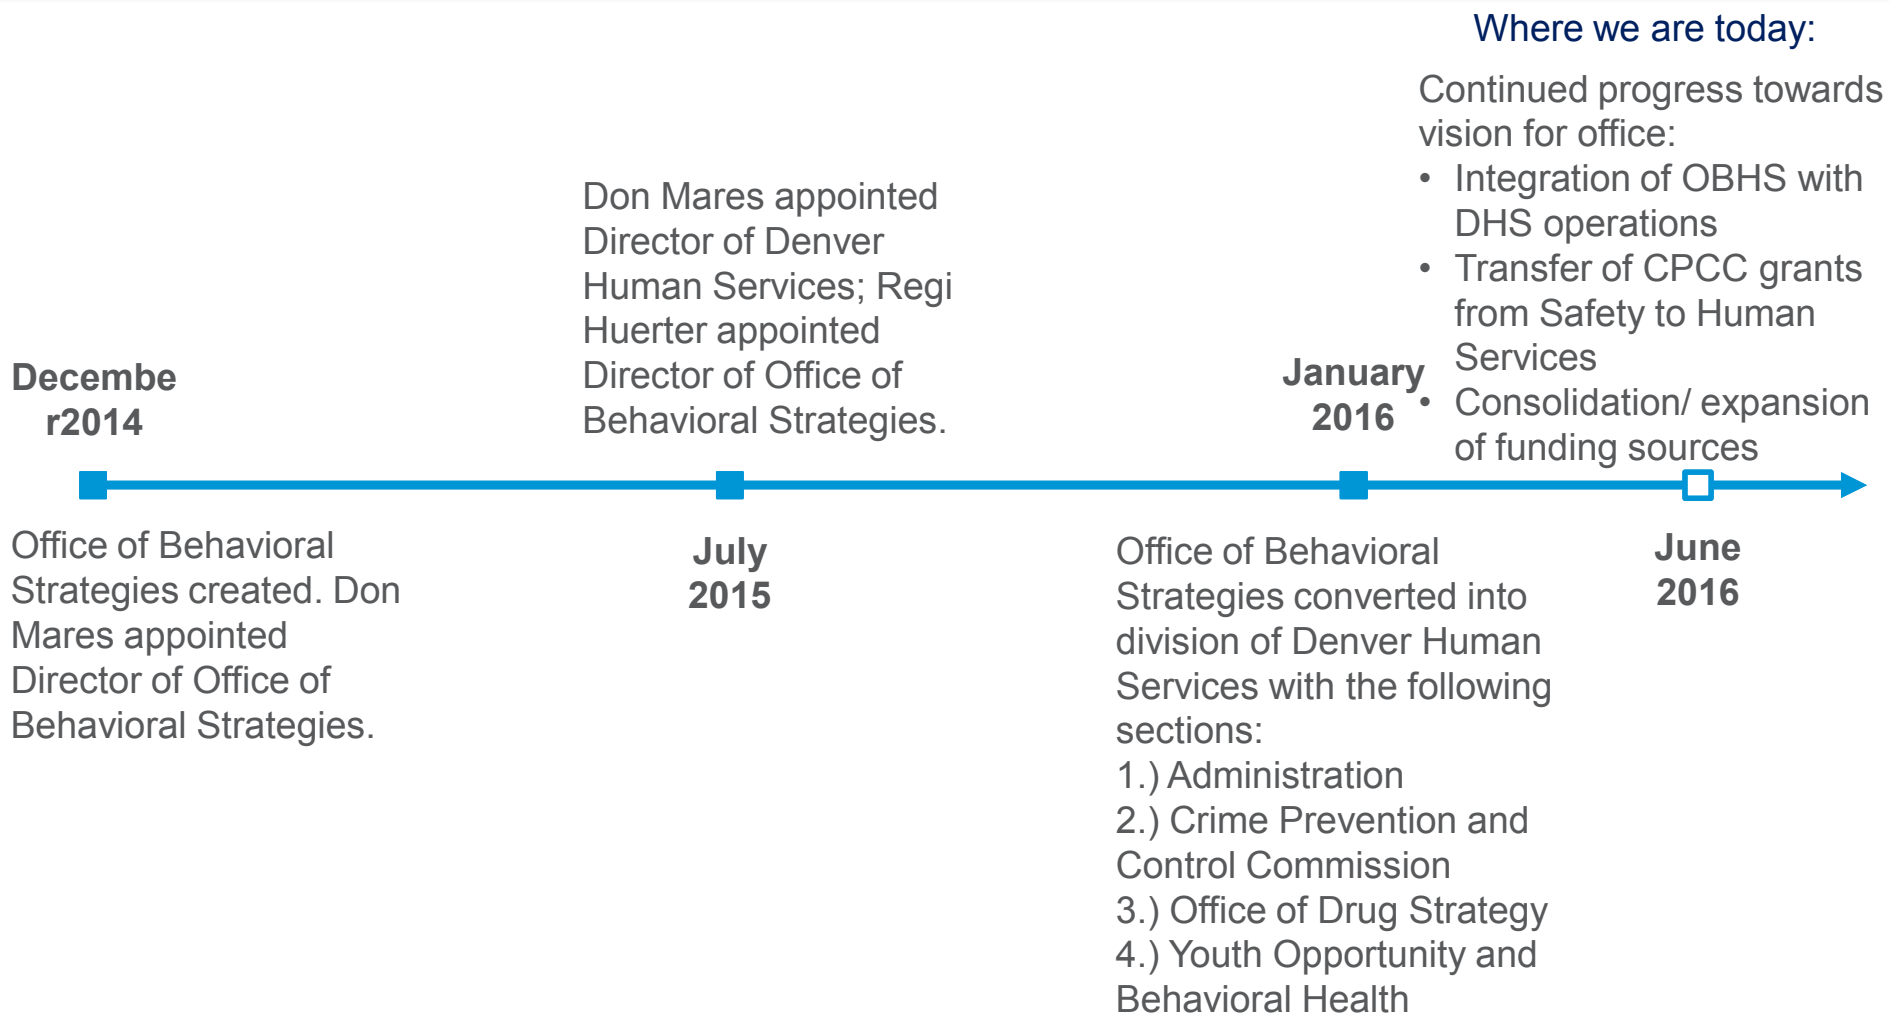 Where we are today:
Continued progress towards
vision for office:
• Integration of OBHS with
DHS operations
• Transfer of CPCC grants
from Safety to Human
Services
• Consolidation/ expansion
of funding sources
Don Mares appointed
Director of Denver
Human Services; Regi
Huerter appointed
Director of Office of
Behavioral Strategies.
Decembe
r2014
January
2016
Office of Behavioral
Strategies created. Don
Mares appointed
Director of Office of
Behavioral Strategies.
July
2015
Office of Behavioral
Strategies converted into
division of Denver Human
Services with the following
sections:
1.) Administration
2.) Crime Prevention and
Control Commission
3.) Office of Drug Strategy
4.) Youth Opportunity and
Behavioral Health
June
2016